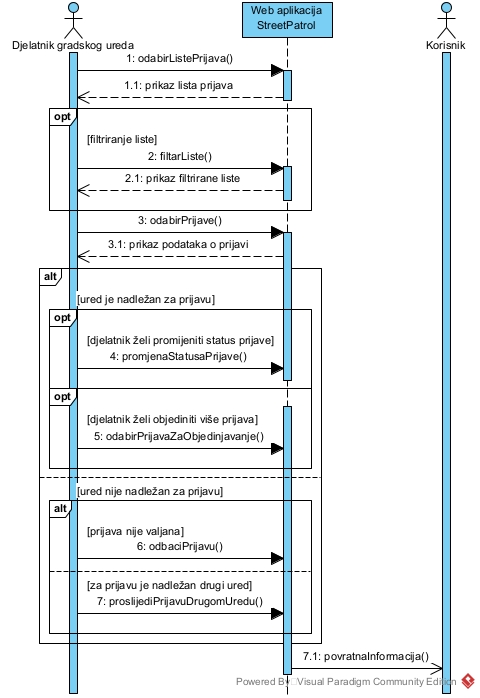 Web aplikacija
StreetPatrol
Djelatnik gradskog ureda
Korisnik
1: odabirListePrijava()
1.1: prikaz lista prijava
opt
[filtriranje liste]
2: filtarListe()
2.1: prikaz filtrirane liste
3: odabirPrijave()
3.1: prikaz podataka o prijavi
alt
[ured je nadležan za prijavu]
opt
[djelatnik želi promijeniti status prijave]
4: promjenaStatusaPrijave()
opt
[djelatnik želi objediniti više prijava]
5: odabirPrijavaZaObjedinjavanje()
[ured nije nadležan za prijavu]
alt
[prijava nije valjana]
6: odbaciPrijavu()
[za prijavu je nadležan drugi ured]
7: proslijediPrijavuDrugomUredu()
7.1: povratnaInformacija()
Powered By Visual Paradigm Community Edition